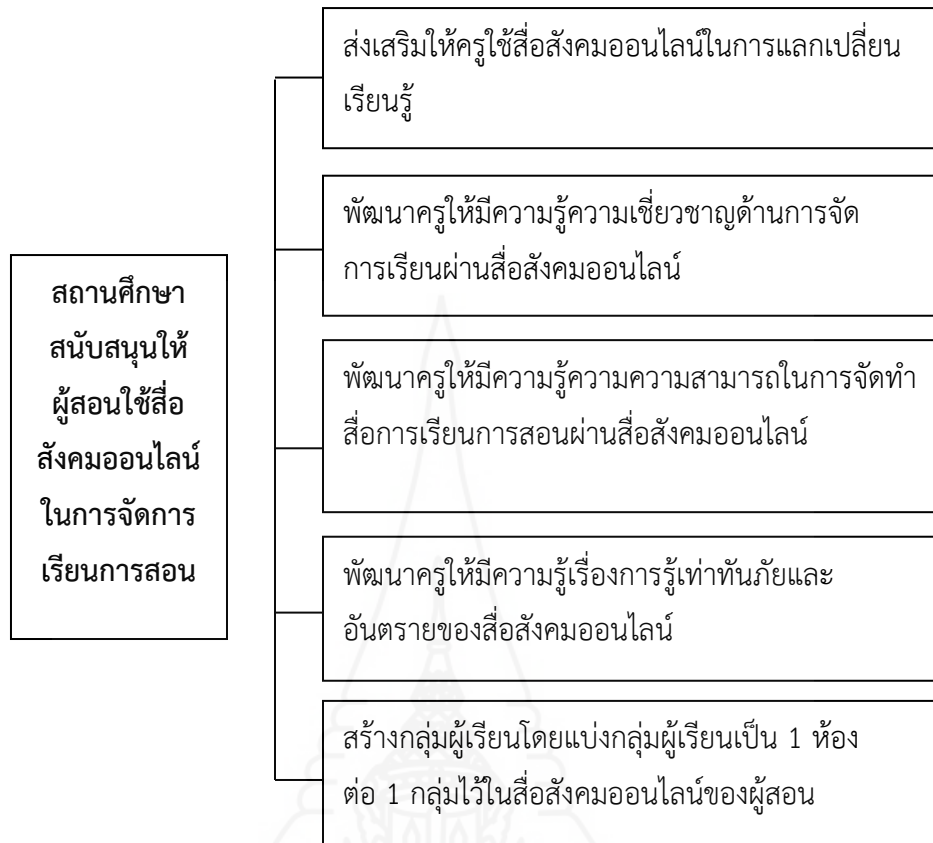 สถานศึกษา
สนับสนุนให้
ผู้สอนใช้สื่อ
สังคมออนไลน์
ในการจัดการ
เรียนการสอน
ส่งเสริมให้ครูใช้สื่อสังคมออนไลน์ในการแลกเปลี่ยน
เรียนรู้
พัฒนาครูให้มีความรู้ความเชี่ยวชาญด้านการจัด
การเรียนผ่านสื่อสังคมออนไลน์
พัฒนาครูให้มีความรู้ความความสามารถในการจัดทำ
สื่อการเรียนการสอนผ่านสื่อสังคมออนไลน์
พัฒนาครูให้มีความรู้เรื่องการรู้เท่าทันภัยและ
อันตรายของสื่อสังคมออนไลน์
สร้างกลุ่มผู้เรียนโดยแบ่งกลุ่มผู้เรียนเป็น 1 ห้อง
ต่อ 1 กลุ่มไว้ในสื่อสังคมออนไลน์ของผู้สอน